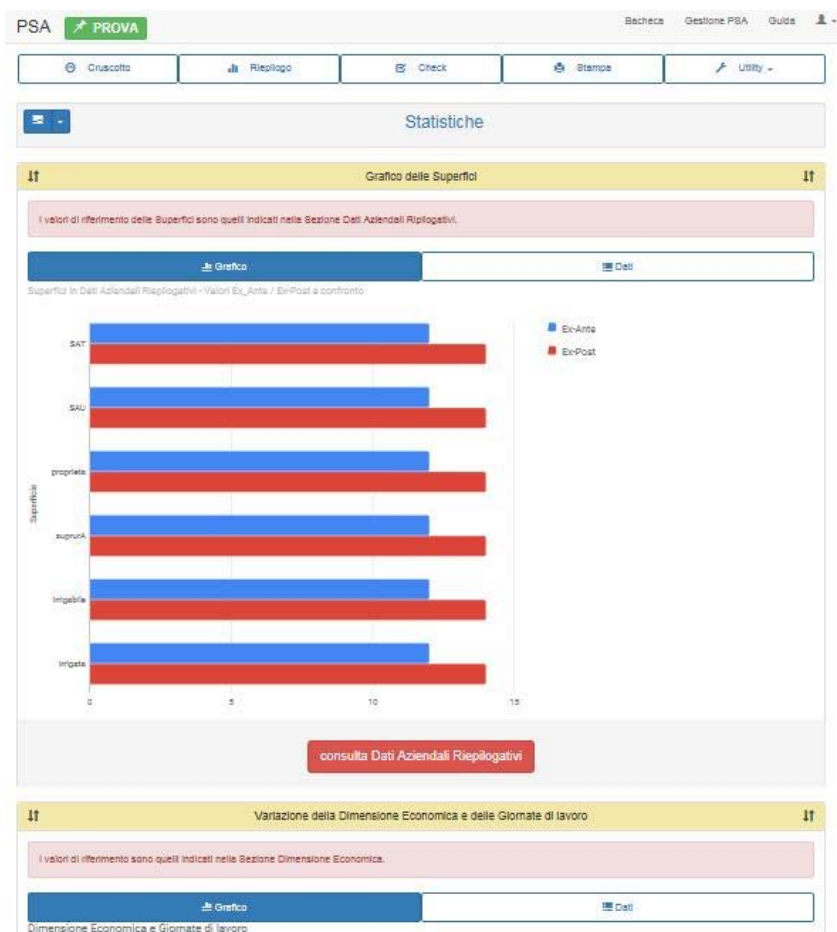 PSA PROVA Bacheca Gestione PSA Guida
Cruscotto Riepilogo Check Stampa Utility
Statistiche
Grafico delle Superfici
I valori di riferimento delle Superfici sono quelli indicati nella Sezione Dati Aziendali Ripilogativi.
Grafico Dati
Superfici in Dati Aziendali Riepilogativi - Valori Ex_Ante / Ex-Post a confronto
Ex-Ante
Ex-Post
SAT
SAU
proprieta
suprurA
irrigabile
irrigata
Superficie
0 5 10 15
consulta Dati Aziendali Riepilogativi
Variazione della Dimensione Economica e delle Giornate di lavoro
I valori di riferimento sono quelli indicati nella Sezione Dimensione Economica.
Grafico Dati
Dimensione Economica e Giornate di lavoro